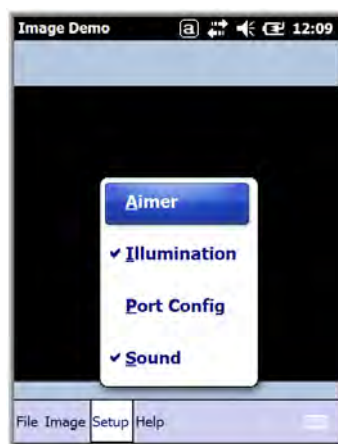 Image Demo a 12:09
Aimer
✓ Illumination
Port Config
✓ Sound
File Image Setup Help